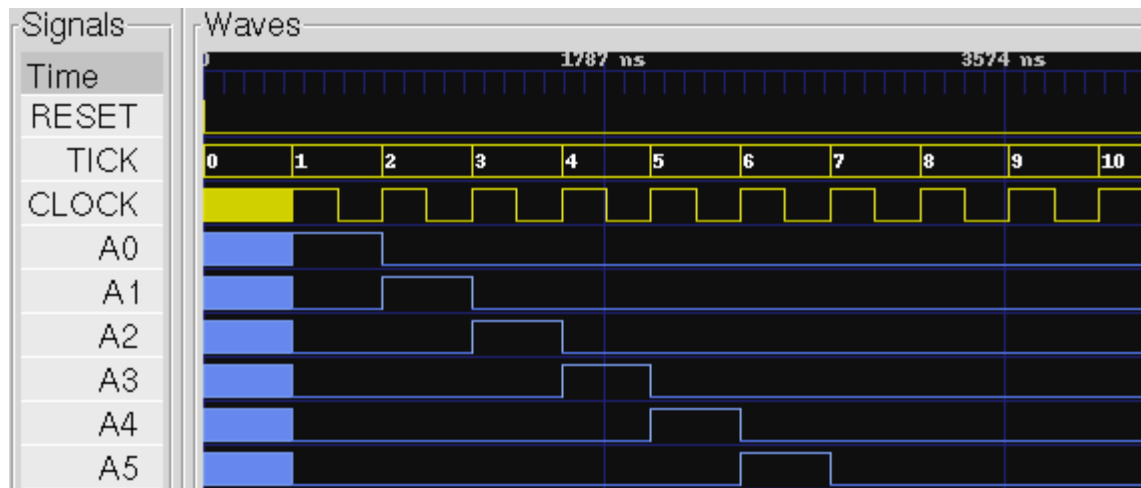 Signals
Waves
Time
1787 ns
3574 ns
RESET
TICK
0 1 2 3 4 5 6 7 8 9 10
CLOCK
A0
A1
A2
A3
A4
A5